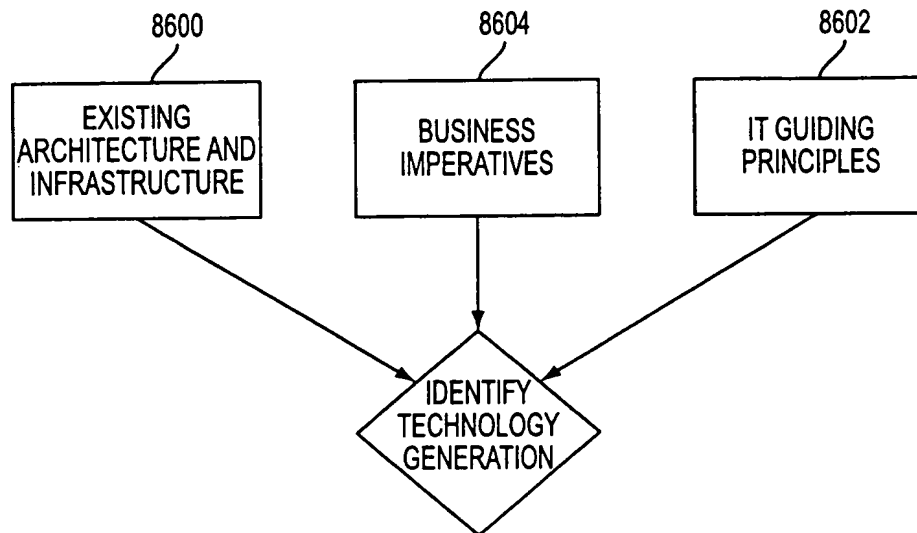 8600
8604
8602
EXISTING
ARCHITECTURE AND
INFRASTRUCTURE
BUSINESS
IMPERATIVES
IT GUIDING
PRINCIPLES
IDENTIFY
TECHNOLOGY
GENERATION